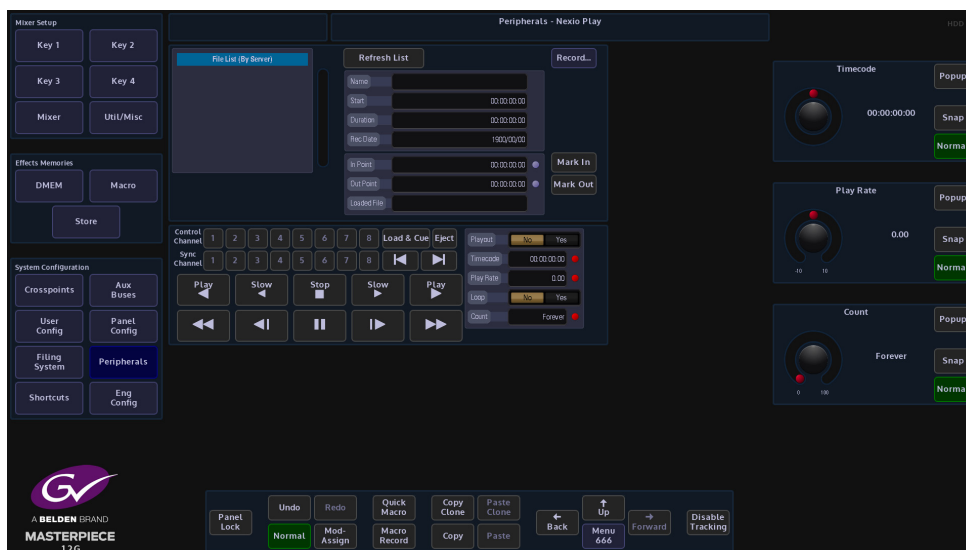 Mixer Setup
Key 1
Key 2
Key 3
Key 4
Mixer
Util/Misc
Effects Memories
DMEM
Macro
Store
System Configuration
Crosspoints
Aux
Buses
User
Config
Panel
Config
Filing
System
Peripherals
Shortcuts
Eng
Config
GV
A BELDEN BRAND
MASTERPIECE
12G
Peripherals - Nexio Play
HDD
File List (By Server)
Refresh List
Record...
Name
Start 00:00:00:00
Duration 00:00:00:00
Rec Date 1900/00/00
In Point 00:00:00:00
Mark In
Out Point 00:00:00:00
Mark Out
Loaded File
Control
Channel
1 2 3 4 5 6 7 8
Load & Cue
Eject
Sync
Channel
1 2 3 4 5 6 7 8
Play
Slow
Stop
Slow
Play
Playout No Yes
Timecode 00:00:00:00
Play Rate 0.00
Loop No Yes
Count Forever
Timecode
00:00:00:00
Popup
Snap
Norma
Play Rate
0.00
-10 10
Popup
Snap
Norma
Count
Forever
0 100
Popup
Snap
Norma
Panel
Lock
Undo
Redo
Normal
Mod-
Assign
Quick
Macro
Macro
Record
Copy
Clone
Paste
Clone
Copy
Paste
Back
Up
Menu
666
Forward
Disable
Tracking